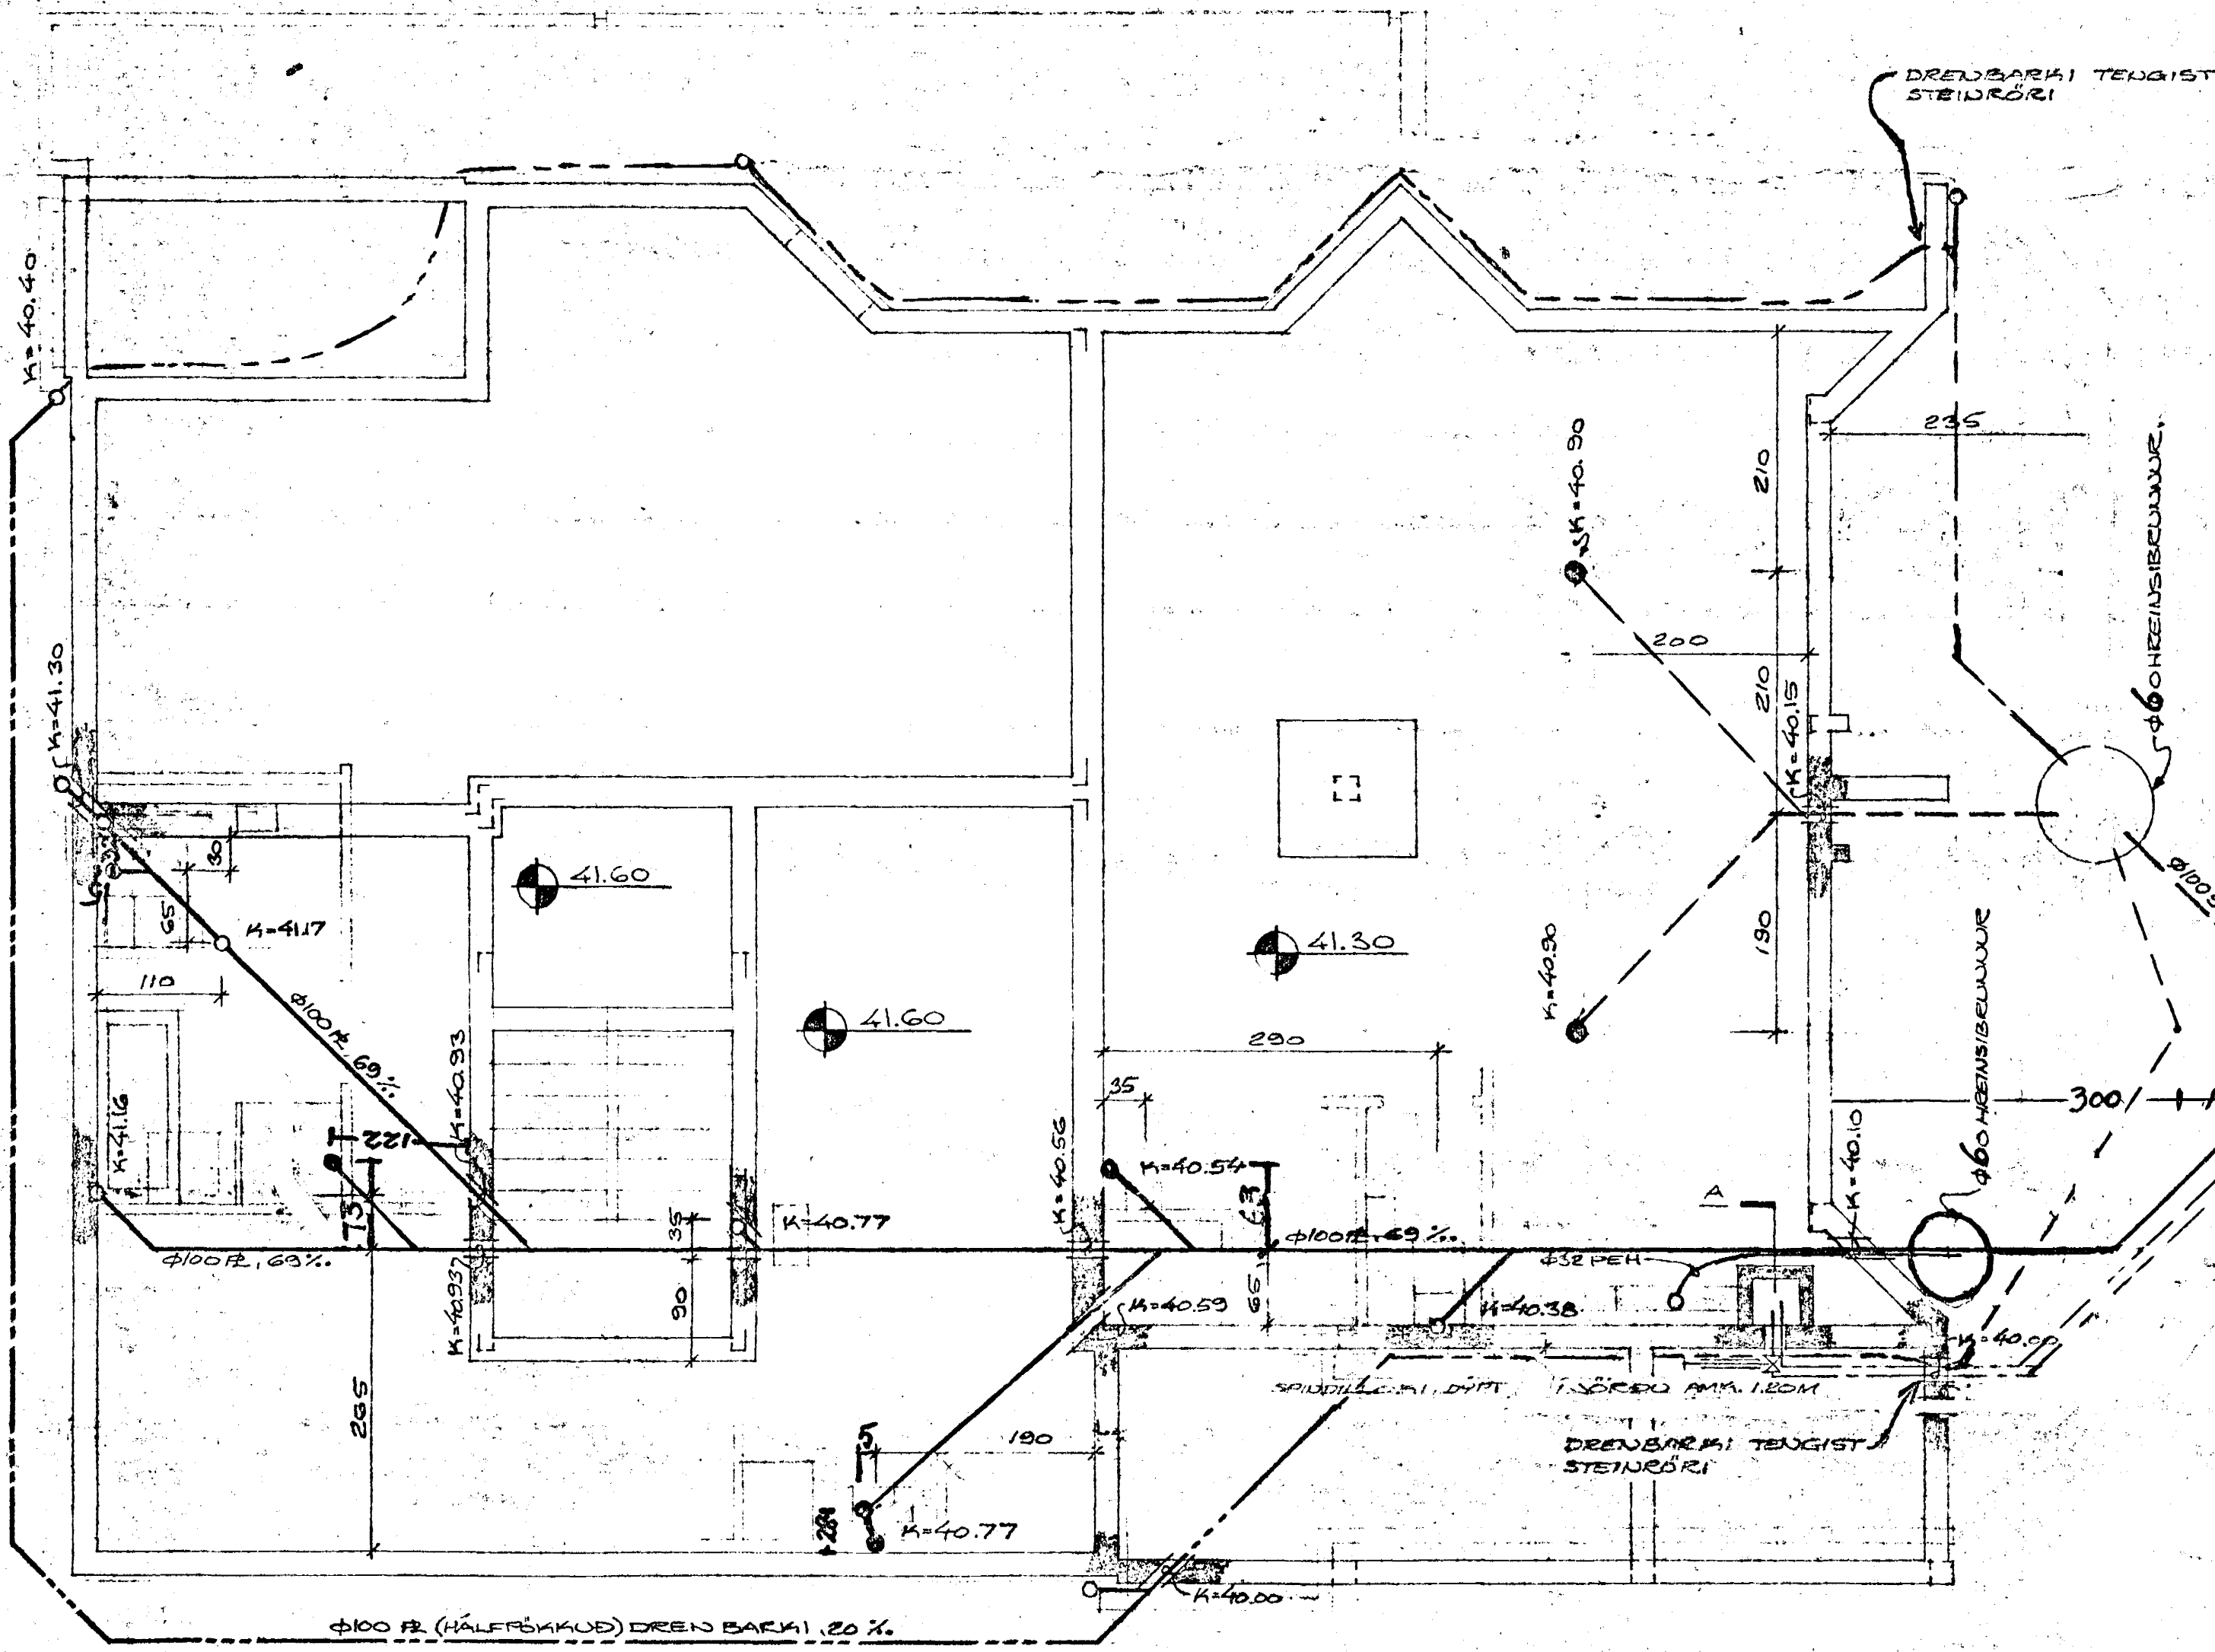 DRENBARKI TENGIST
STEINRÖRI
K=40.40
235
K=40.90
210
φ60HREINSIBRUNNUR.
200
K=41.30
210
K=40.15
30
41.60
65
K=41.17
41.30
190
K=40.90
110
41.60
φ100 PL, 69‰
K=40.93
290
φ60 HREINSIBRUNNUR
35
300
K=41.16
122
K=40.56
K=40.54
K=40.10
63
A
73
35
K=40.77
φ100 PL, 69‰
φ100 PL, 69‰
φ32 PEH
K=40.937
90
K=40.59
65
K=40.38
K=40.00
265
Í JÖRÐU AMK. 1.20M
15
190
DRENBARKI TENGIST
STEINRÖRI
+284
K=40.77
K=40.00
φ100 PL (HÁLFPÖKKUÐ) DREN BARKI, 20‰